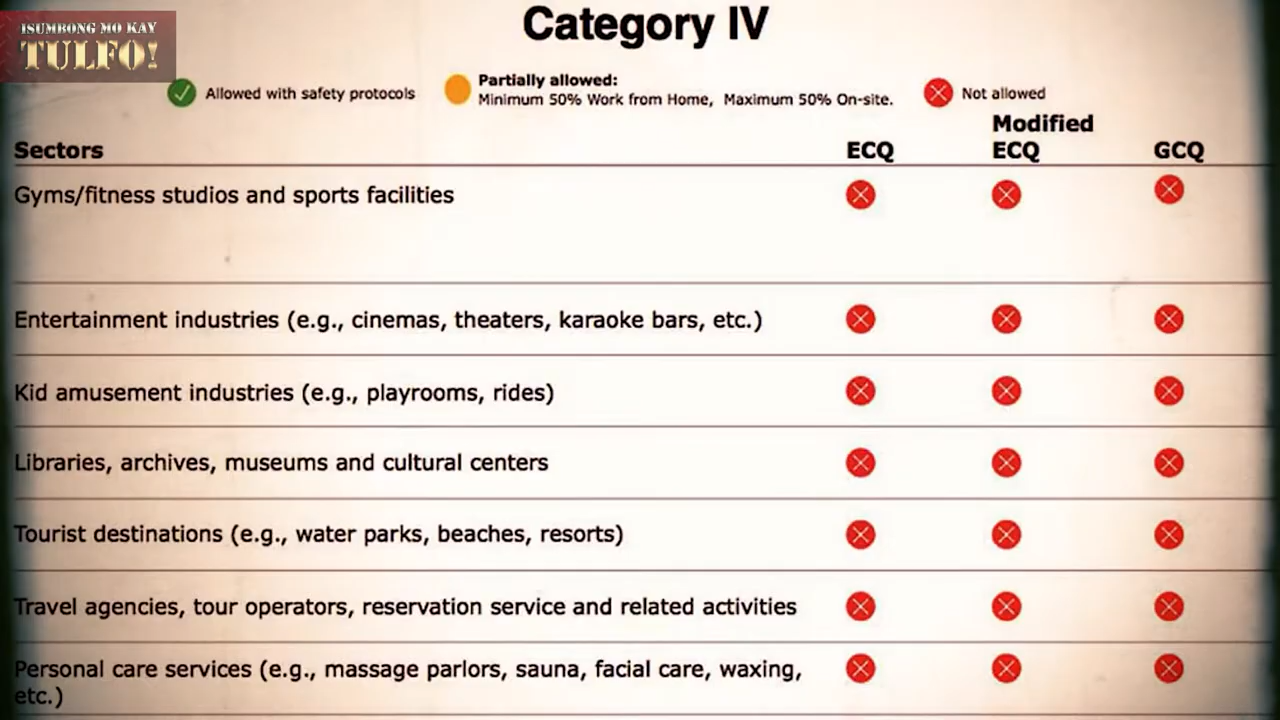 ISUMBONG MO KAY
TULFO!
Category IV
Allowed with safety protocols
Partially allowed:
Minimum 50% Work from Home, Maximum 50% On-site.
Not allowed
Sectors
ECQ
Modified
ECQ
GCQ
Gyms/fitness studios and sports facilities
Entertainment industries (e.g., cinemas, theaters, karaoke bars, etc.)
Kid amusement industries (e.g., playrooms, rides)
Libraries, archives, museums and cultural centers
Tourist destinations (e.g., water parks, beaches, resorts)
Travel agencies, tour operators, reservation service and related activities
Personal care services (e.g., massage parlors, sauna, facial care, waxing,
etc.)